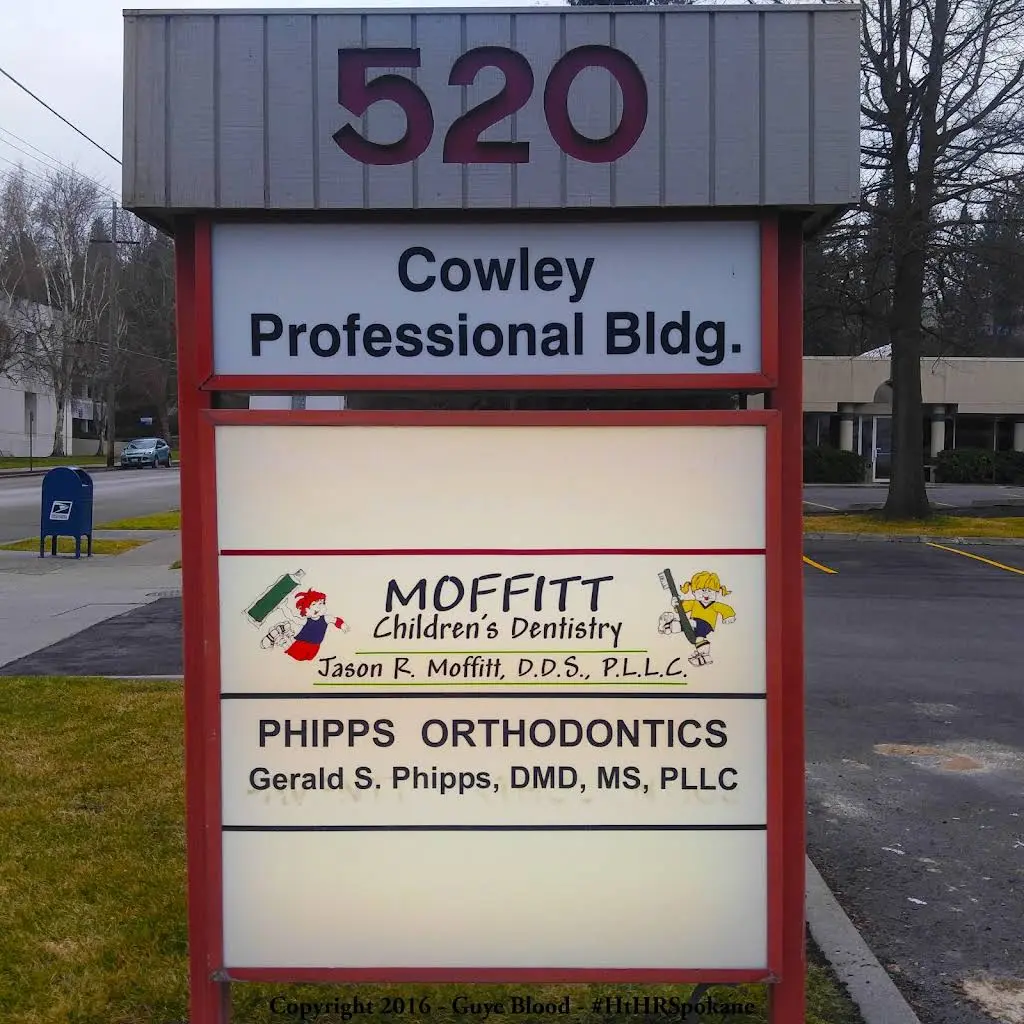 520
Cowley
Professional Bldg.
MOFFITT
Children's Dentistry
Jason R. Moffitt, D.D.S., P.L.L.C.
PHIPPS ORTHODONTICS
Gerald S. Phipps, DMD, MS, PLLC
Copyright 2016 - Guye Blood - #HtHRSpokane